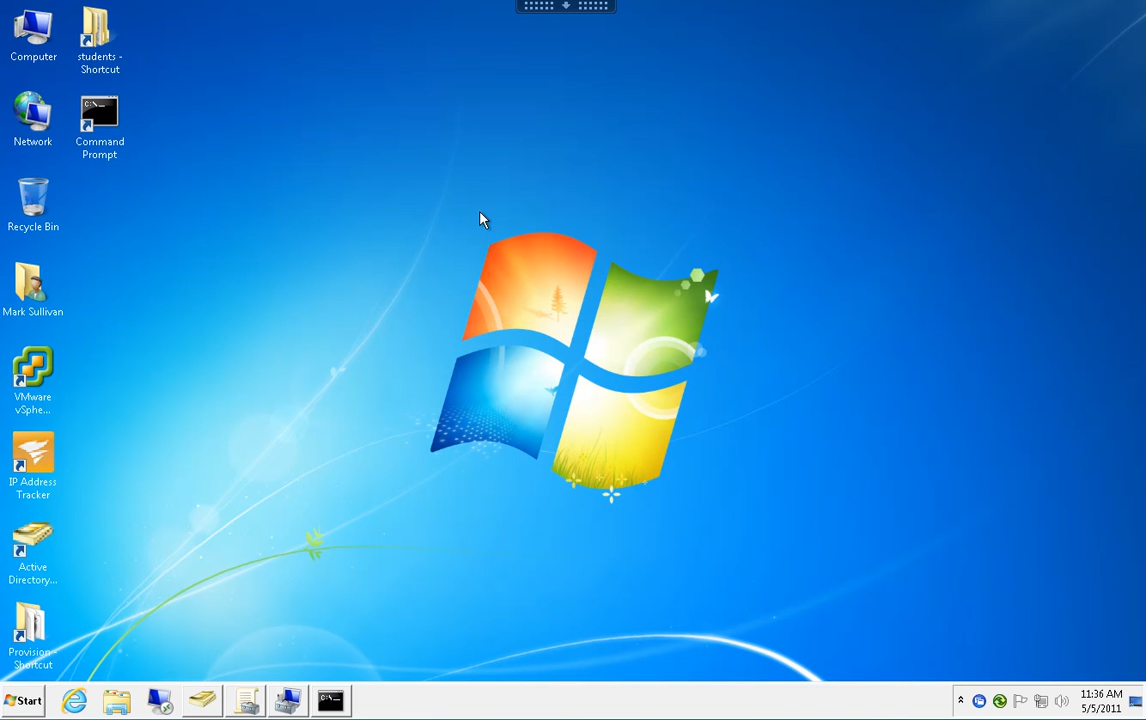 Computer
students -
Shortcut
Network
Command
Prompt
C:\_
Recycle Bin
Mark Sullivan
VMware
vSphe...
IP Address
Tracker
Active
Directory...
Provision -
Shortcut
Start
C:\_
11:36 AM
5/5/2011